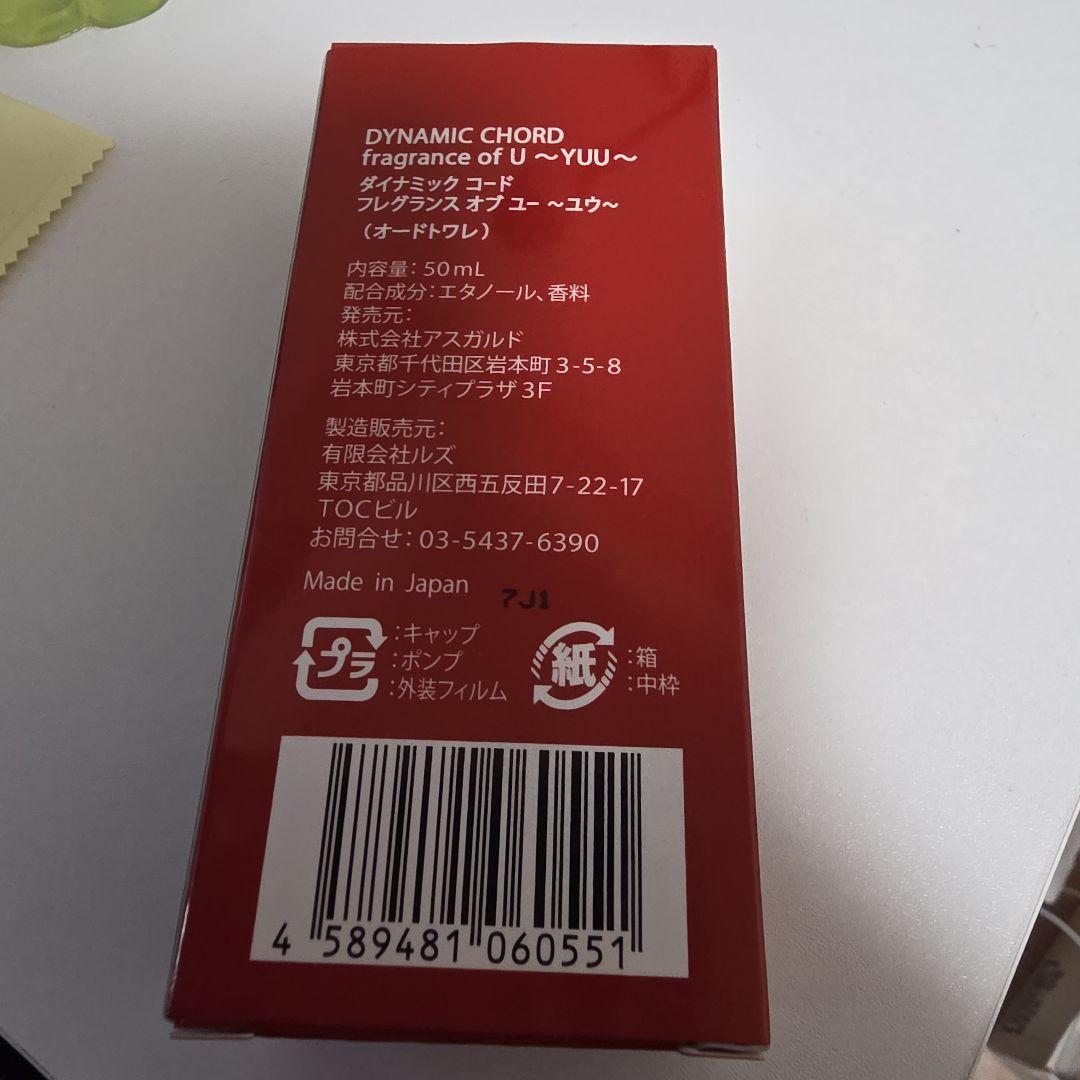 DYNAMIC CHORD
fragrance of U ～YUU～
ダイナミック コード
フレグランス オブ ユー ～ユウ～
（オードトワレ）
内容量：50mL
配合成分：エタノール、香料
発売元：
株式会社アスガルド
東京都千代田区岩本町3-5-8
岩本町シティプラザ3F
製造販売元：
有限会社ルズ
東京都品川区西五反田7-22-17
TOCビル
お問合せ：03-5437-6390
Made in Japan 7J1
プラ
：キャップ
：ポンプ
：外装フィルム
紙
：箱
：中枠
4 589481 060551